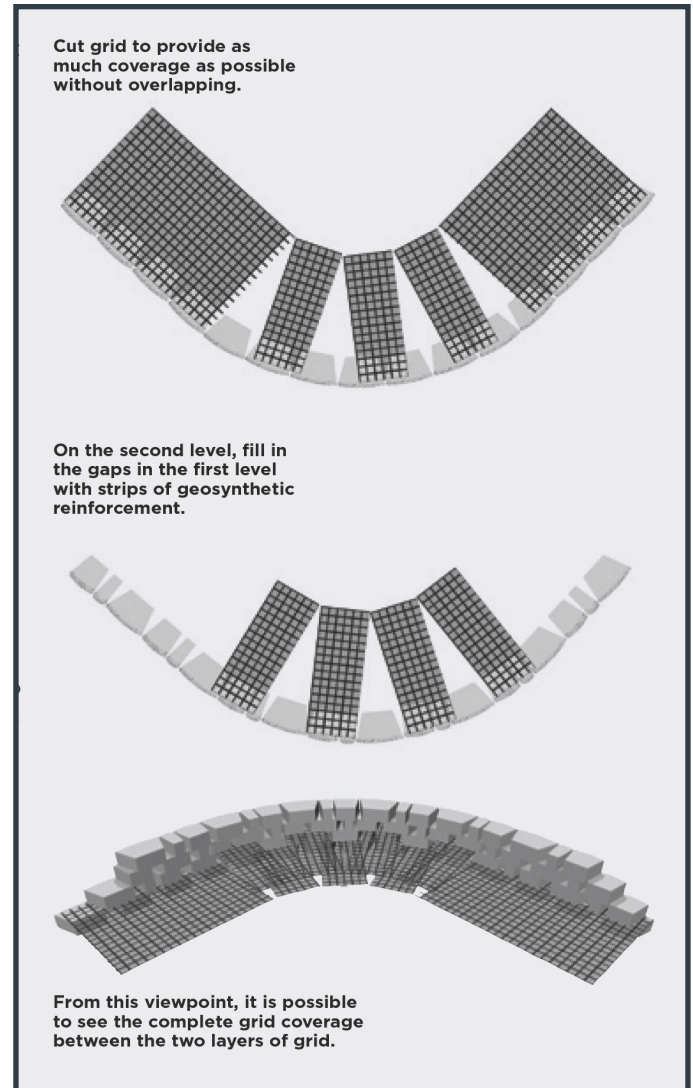 Cut grid to provide as
much coverage as possible
without overlapping.
On the second level, fill in
the gaps in the first level
with strips of geosynthetic
reinforcement.
From this viewpoint, it is possible
to see the complete grid coverage
between the two layers of grid.